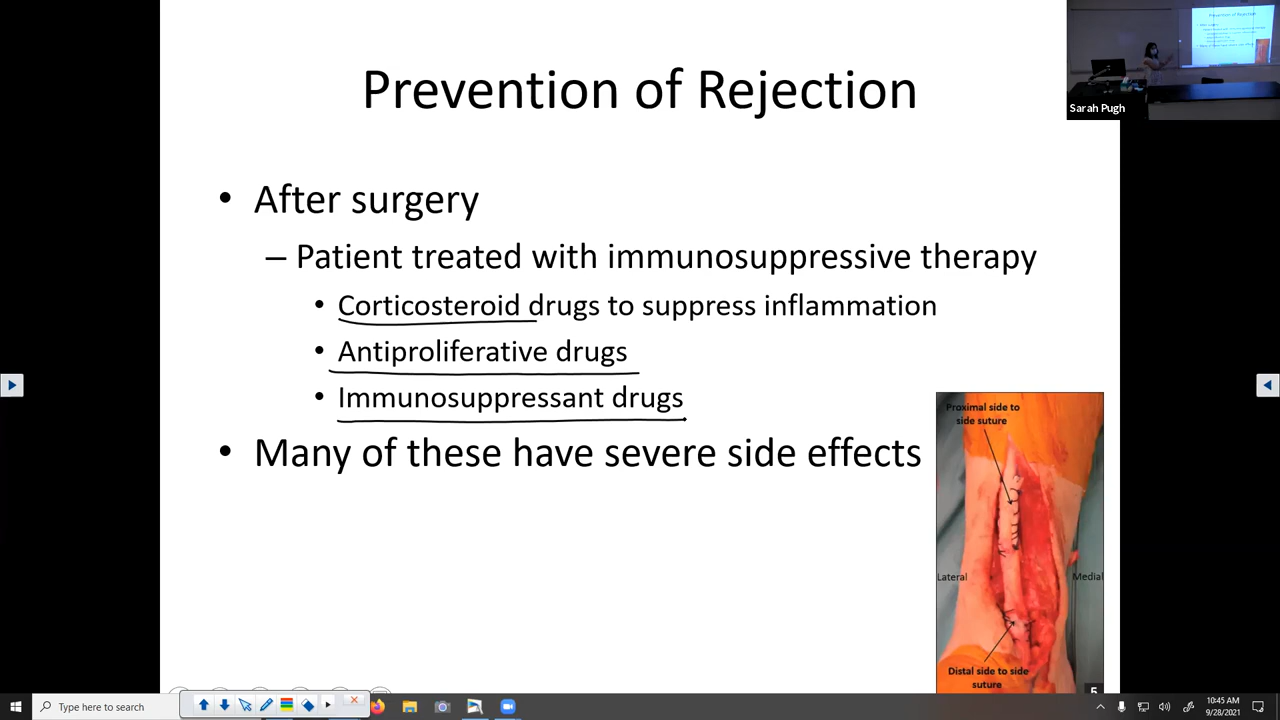 Prevention of Rejection
Sarah Pugh
• After surgery
– Patient treated with immunosuppressive therapy
• Corticosteroid drugs to suppress inflammation
• Antiproliferative drugs
• Immunosuppressant drugs
• Many of these have severe side effects
Proximal side to
side suture
Lateral
Medial
Distal side to side
suture
5
Type here to search
10:45 AM
9/28/2021